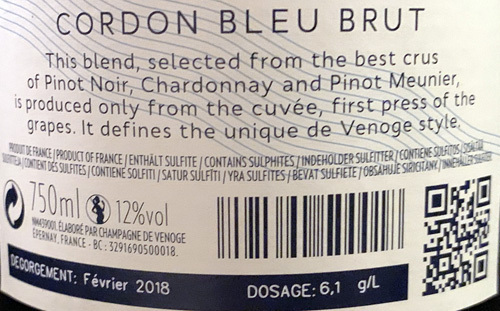 CORDON BLEU BRUT
This blend, selected from the best crus
of Pinot Noir, Chardonnay and Pinot Meunier,
is produced only from the cuvée, first press of the
grapes. It defines the unique de Venoge style.
PRODUIT DE FRANCE / PRODUCT OF FRANCE / ENTHÄLT SULFITE / CONTAINS SULPHITES / INDEHOLDER SULFITTER / CONTIENE SULFITOS /
/ CONTIENT DES SULFITES / CONTIENE SOLFITI / SATUR SULFĪTI / YRA SULFITES / BEVAT SULFIETE / OBSAHUJE SIRICITANY /
750ml 12%vol
NM439001, ÉLABORÉ PAR CHAMPAGNE DE VENOGE
EPERNAY, FRANCE - BC : 3291690500018.
DEGORGEMENT: Février 2018
DOSAGE: 6,1 g/L